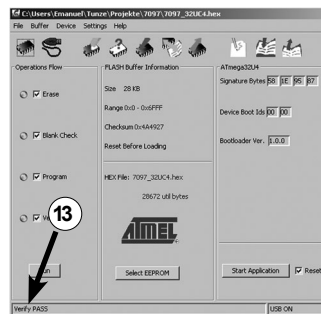 C:\Users\Emanuel\Tunze\Projekte\7097\7097_32UC4.hex
File Buffer Device Settings Help
Operations Flow
Erase
Blank Check
Program
13
FLASH Buffer Information
Size 28 KB
Range 0x0 - 0x6FFF
Checksum 0x4A4927
Reset Before Loading
HEX File: 7097_32UC4.hex
28672 util bytes
ATMEL
Select EEPROM
ATmega32U4
Signature Bytes 58 1E 95 87
Device Boot Ids 00 00
Bootloader Ver. 1.0.0
Start Application Reset
Verify PASS
USB ON